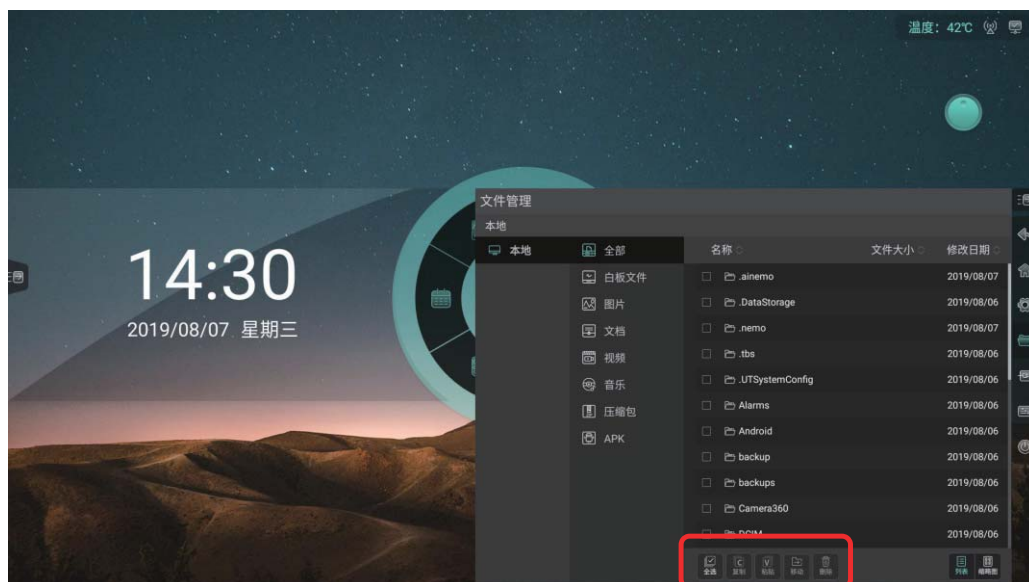 温度：42℃
文件管理
本地
14:30
2019/08/07 星期三
本地
全部
白板文件
图片
文档
视频
音乐
压缩包
APK
名称 文件大小 修改日期
.ainemo 2019/08/07
.DataStorage 2019/08/06
.nemo 2019/08/07
.tbs 2019/08/06
.UTSystemConfig 2019/08/06
Alarms 2019/08/06
Android 2019/08/06
backup 2019/08/06
backups 2019/08/06
Camera360 2019/08/06
DCIM 2019/08/06
全选 复制 粘贴 移动 删除 列表 缩略图